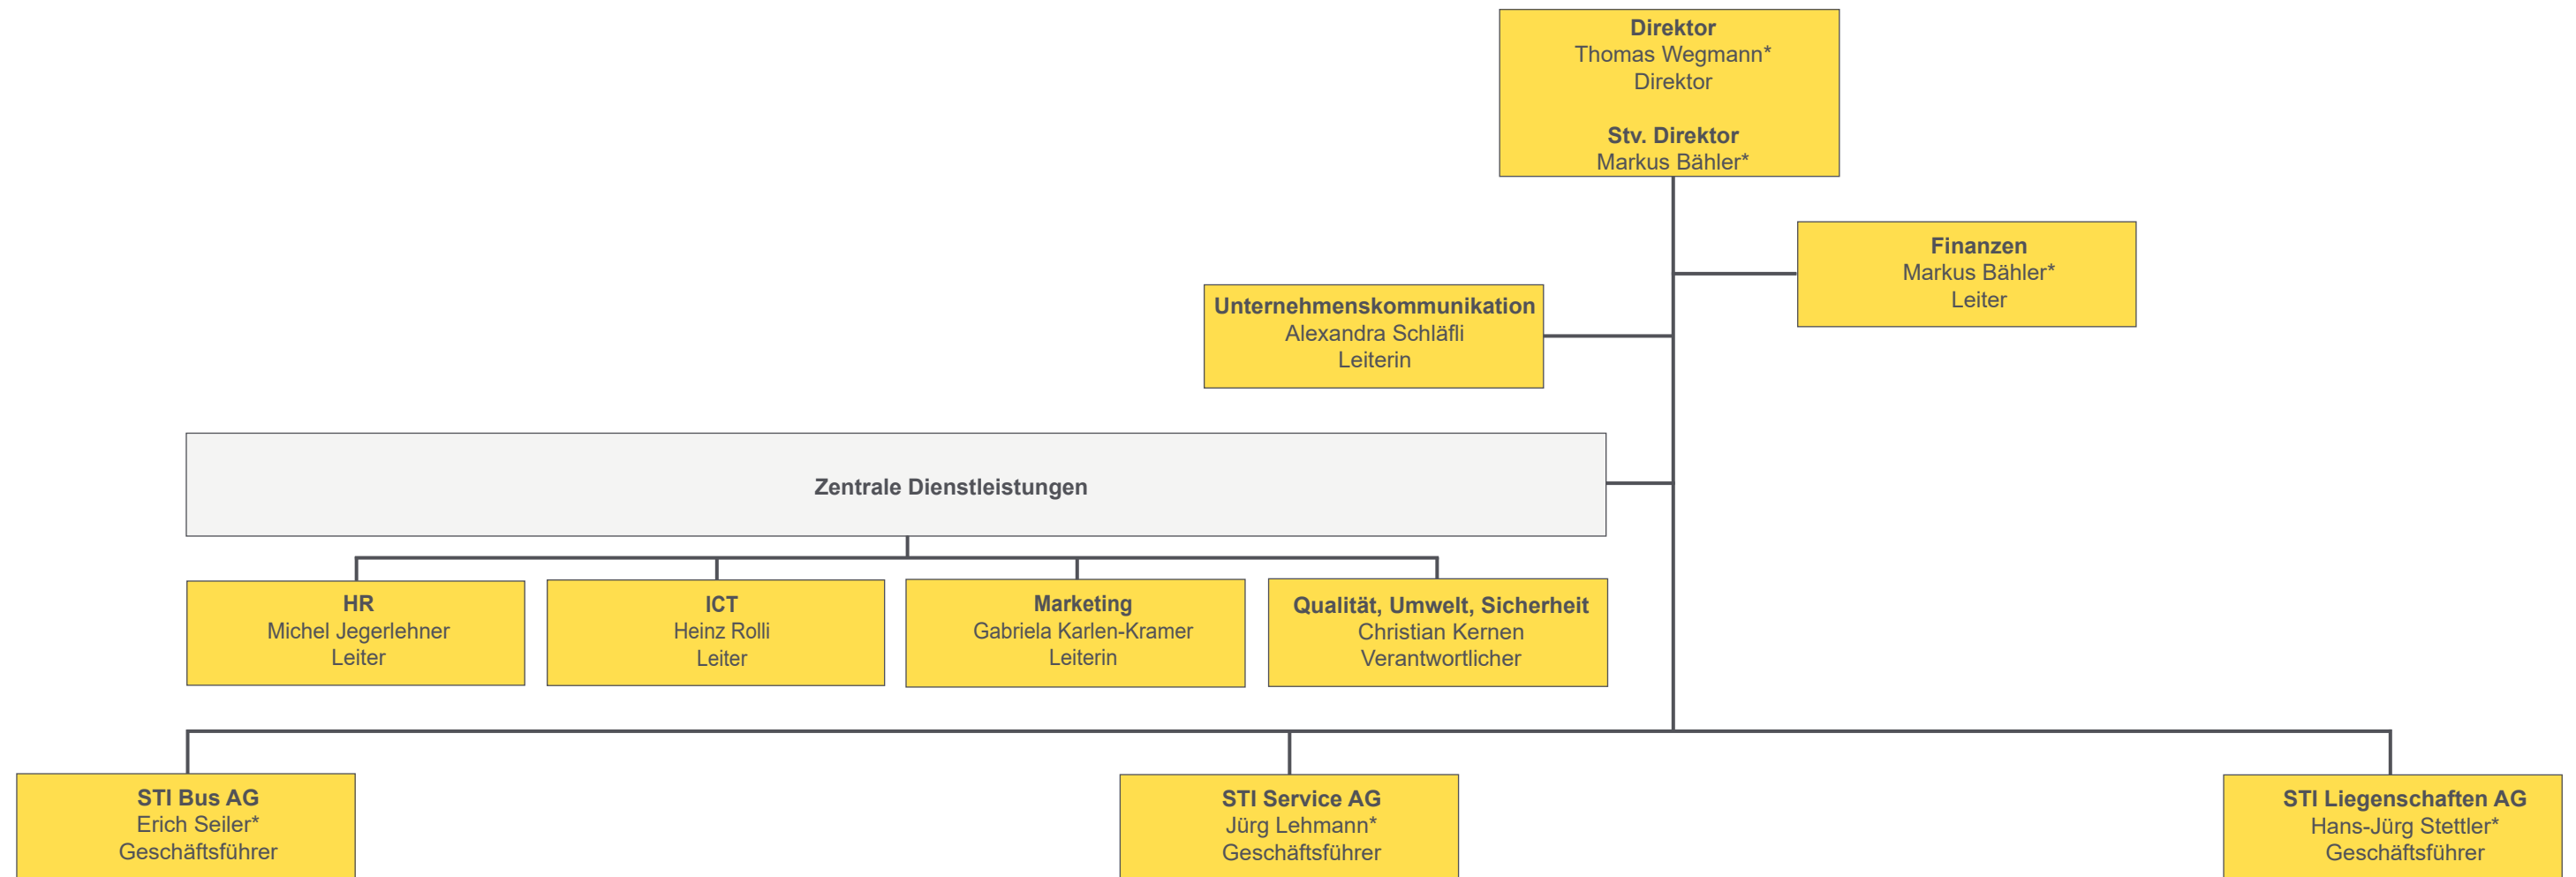 Direktor
Thomas Wegmann*
Direktor
Stv. Direktor
Markus Bähler*
Finanzen
Markus Bähler*
Leiter
Unternehmenskommunikation
Alexandra Schläfli
Leiterin
Zentrale Dienstleistungen
HR
Michel Jegerlehner
Leiter
ICT
Heinz Rolli
Leiter
Marketing
Gabriela Karlen-Kramer
Leiterin
Qualität, Umwelt, Sicherheit
Christian Kernen
Verantwortlicher
STI Bus AG
Erich Seiler*
Geschäftsführer
STI Service AG
Jürg Lehmann*
Geschäftsführer
STI Liegenschaften AG
Hans-Jürg Stettler*
Geschäftsführer